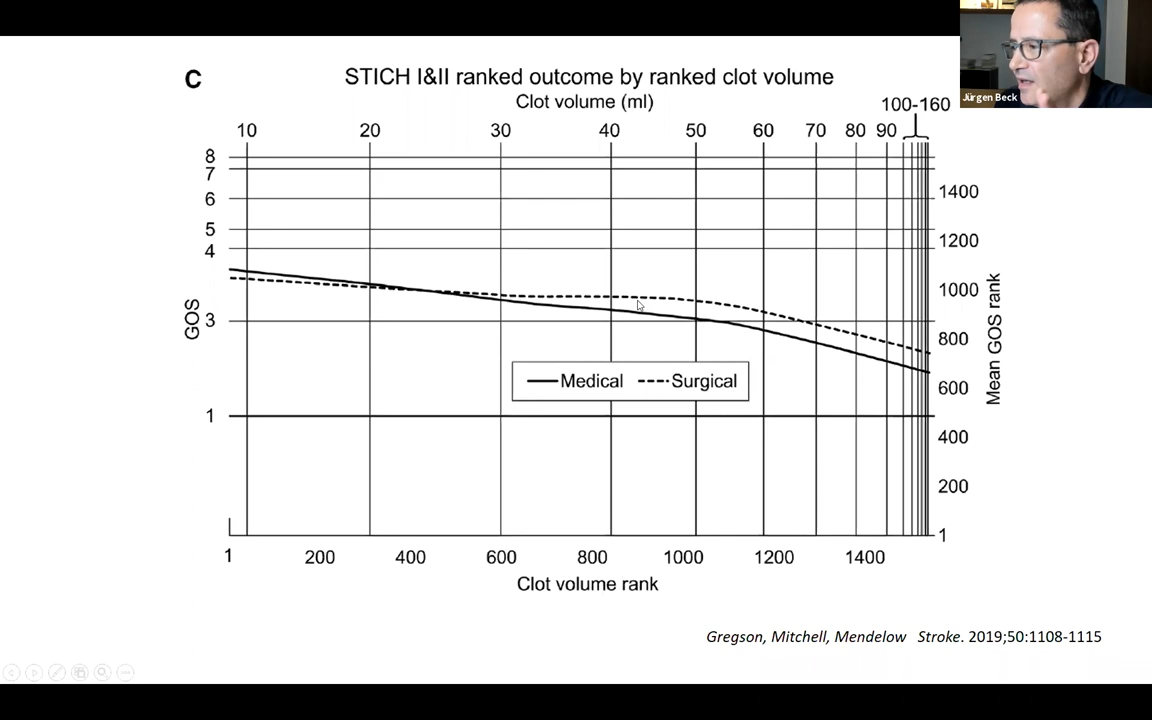 Jürgen Beck
C
STICH I&II ranked outcome by ranked clot volume
Clot volume (ml)
100-160
10 20 30 40 50 60 70 80 90
8
7
6
5
4
3
1
GOS
1400
1200
1000
800
600
400
200
1
Mean GOS rank
Medical Surgical
1 200 400 600 800 1000 1200 1400
Clot volume rank
Gregson, Mitchell, Mendelow Stroke. 2019;50:1108-1115